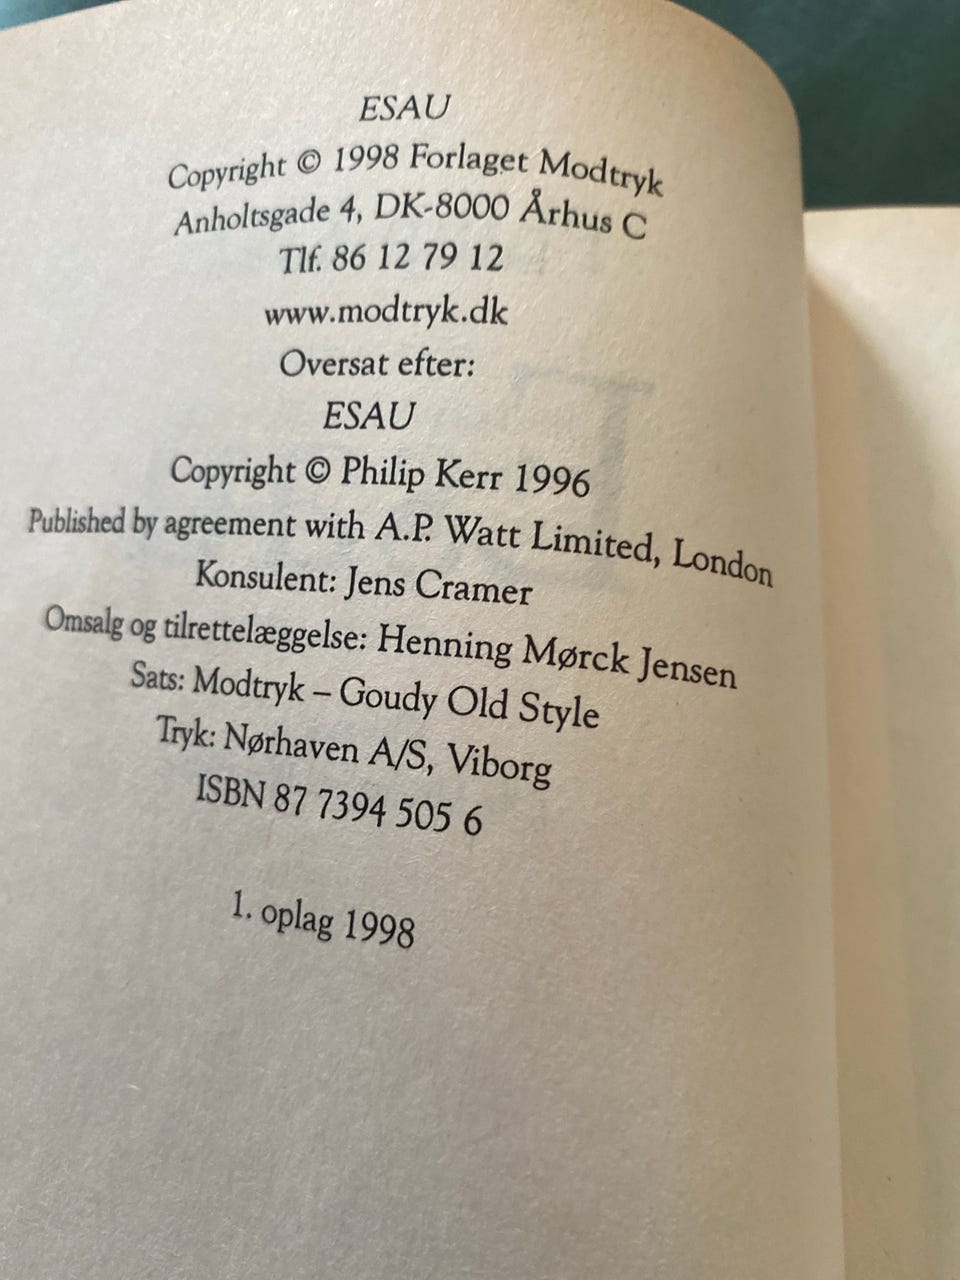 ESAU
Copyright © 1998 Forlaget Modtryk
Anholtsgade 4, DK-8000 Århus C
Tlf. 86 12 79 12
www.modtryk.dk
Oversat efter:
ESAU
Copyright © Philip Kerr 1996
Published by agreement with A.P. Watt Limited, London
Konsulent: Jens Cramer
Omsalg og tilrettelæggelse: Henning Mørck Jensen
Sats: Modtryk – Goudy Old Style
Tryk: Nørhaven A/S, Viborg
ISBN 87 7394 505 6
1. oplag 1998